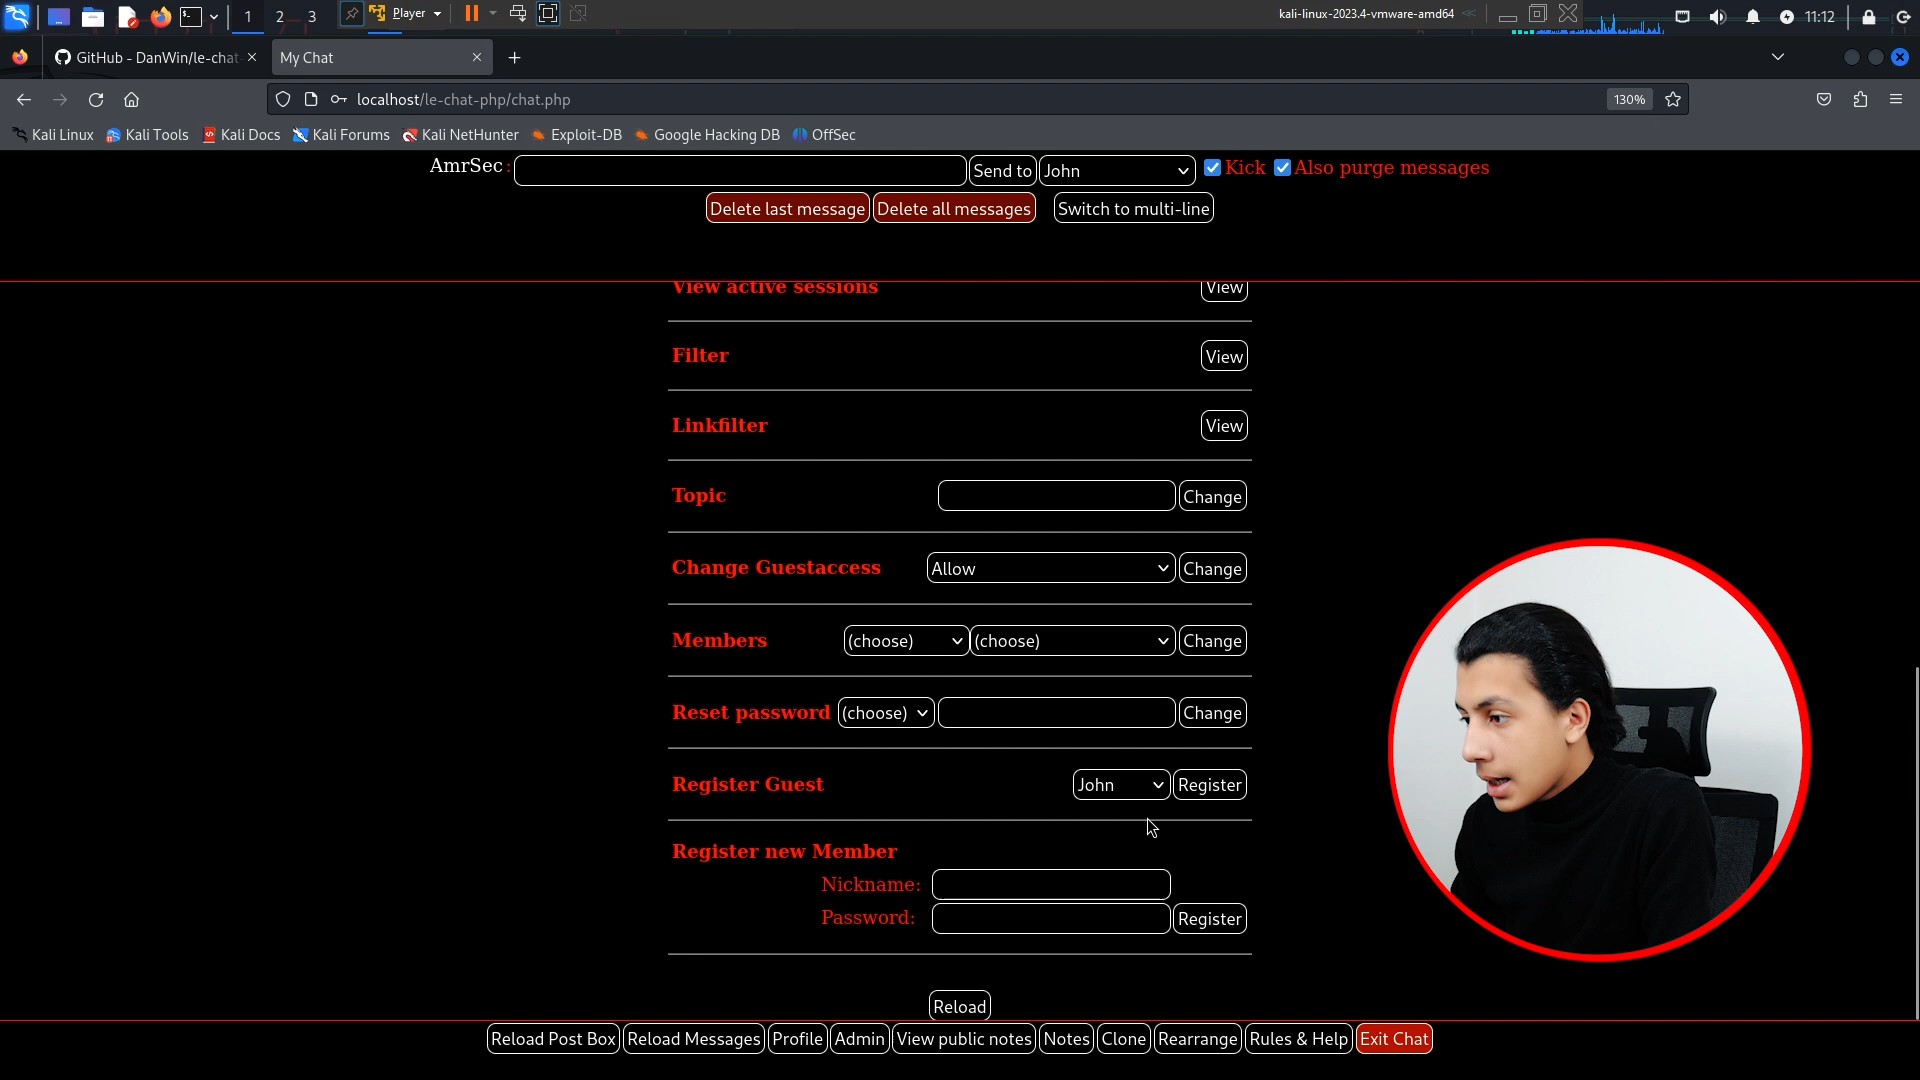 1 2 3 Player kali-linux-2023.4-vmware-amd64 11:12
GitHub - DanWin/le-chat- My Chat
localhost/le-chat-php/chat.php 130%
Kali Linux Kali Tools Kali Docs Kali Forums Kali NetHunter Exploit-DB Google Hacking DB OffSec
AmrSec : Send to John Kick Also purge messages
Delete last message Delete all messages Switch to multi-line
View active sessions View
Filter View
Linkfilter View
Topic Change
Change Guestaccess Allow Change
Members (choose) (choose) Change
Reset password (choose) Change
Register Guest John Register
Register new Member
Nickname:
Password: Register
Reload
Reload Post Box Reload Messages Profile Admin View public notes Notes Clone Rearrange Rules & Help Exit Chat